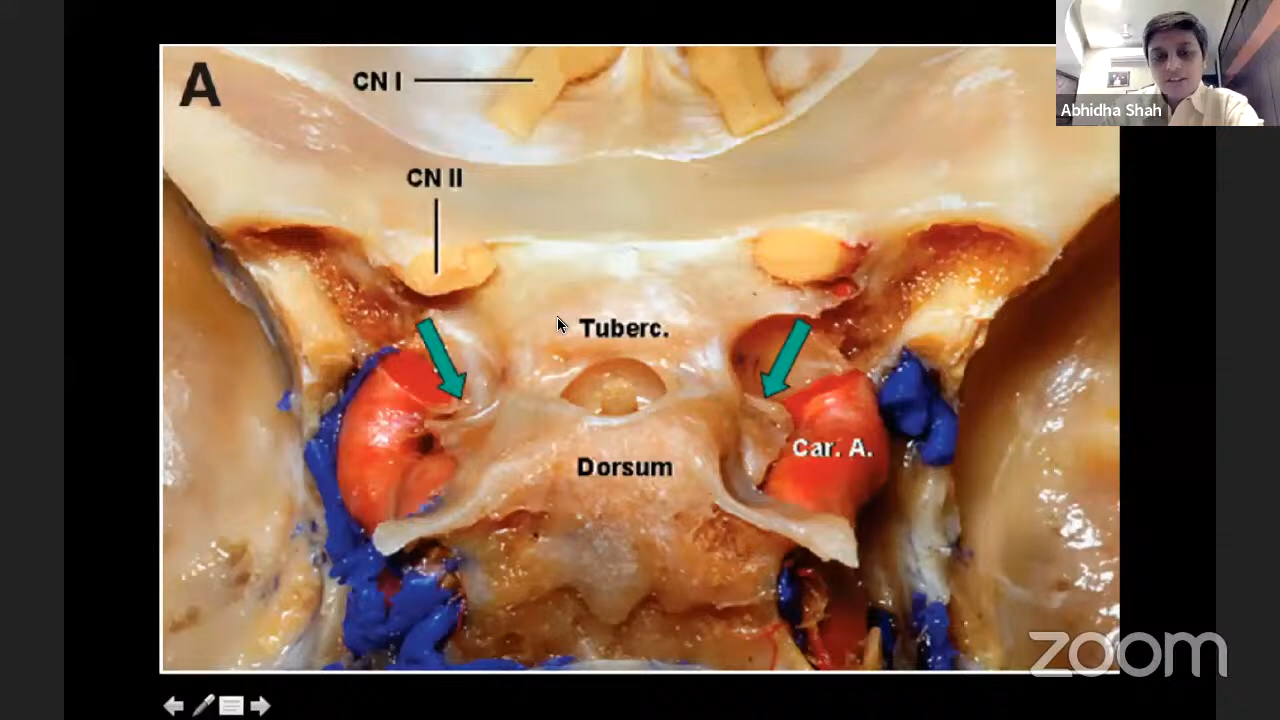 A
CN I
Abhidha Shah
CN II
Tuberc.
Car. A.
Dorsum
zoom